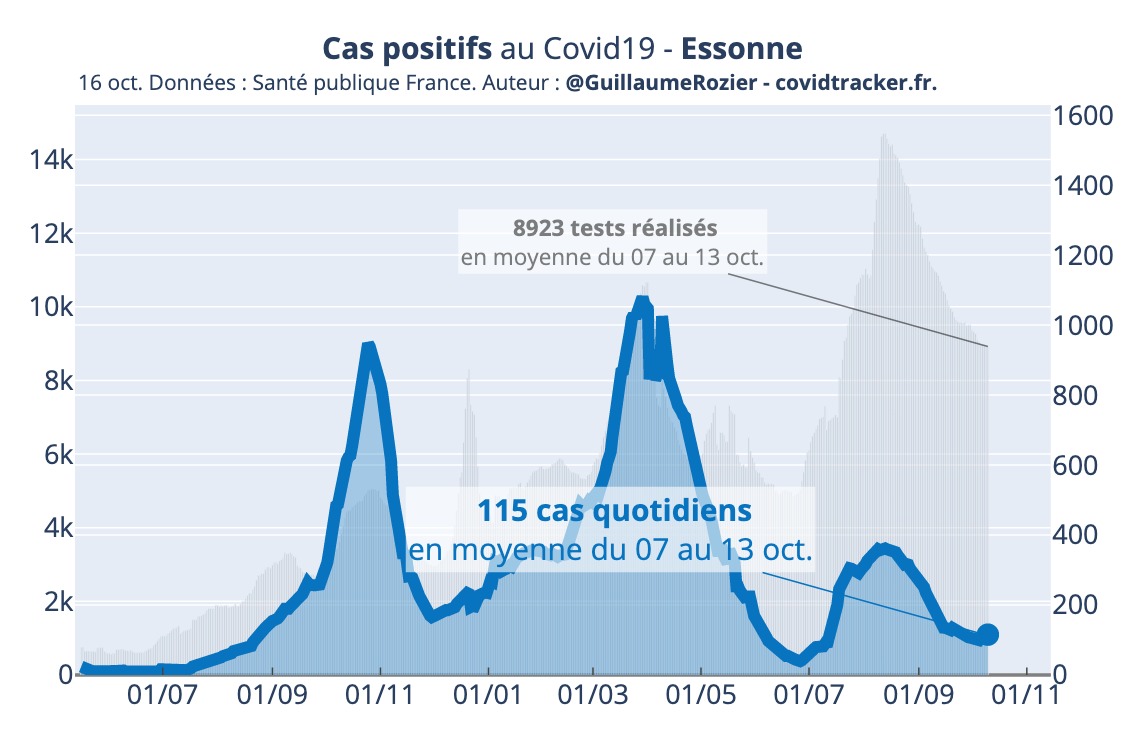 Cas positifs au Covid19 - Essonne
16 oct. Données : Santé publique France. Auteur : @GuillaumeRozier - covidtracker.fr.
1600
14k
1400
8923 tests réalisés
12k
en moyenne du 07 au 13 oct.
1200
10k
1000
8k
800
6k
600
115 cas quotidiens
4k
400
en moyenne du 07 au 13 oct.
2k
200
0
0
01/07 01/09 01/11 01/01 01/03 01/05 01/07 01/09 01/11